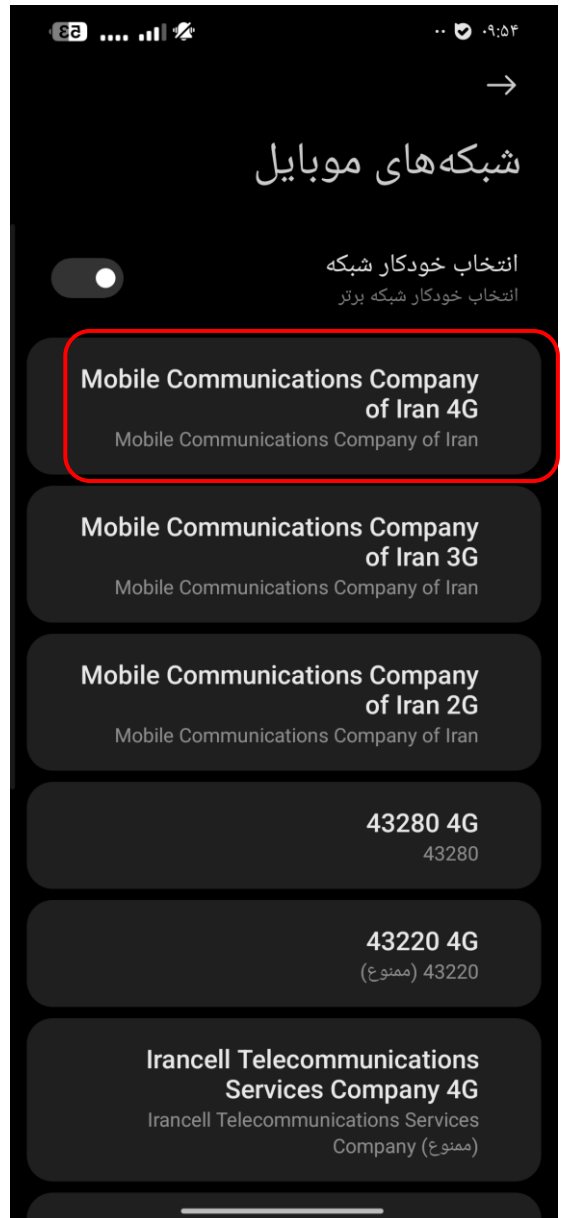 ۰۹:۵۴
53
شبکه‌های موبایل
انتخاب خودکار شبکه
انتخاب خودکار شبکه برتر
Mobile Communications Company
of Iran 4G
Mobile Communications Company of Iran
Mobile Communications Company
of Iran 3G
Mobile Communications Company of Iran
Mobile Communications Company
of Iran 2G
Mobile Communications Company of Iran
43280 4G
43280
43220 4G
43220 (ممنوع)
Irancell Telecommunications
Services Company 4G
Irancell Telecommunications Services
Company (ممنوع)